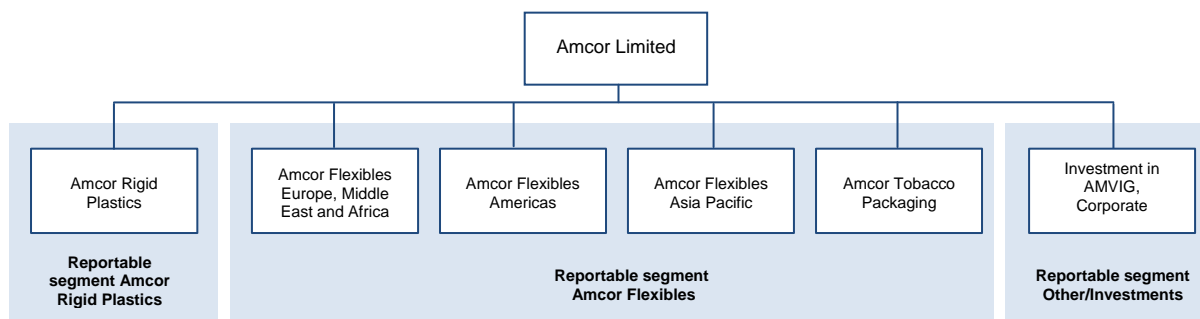 Amcor Limited
Amcor Rigid
Plastics
Amcor Flexibles
Europe, Middle
East and Africa
Amcor Flexibles
Americas
Amcor Flexibles
Asia Pacific
Amcor Tobacco
Packaging
Investment in
AMVIG,
Corporate
Reportable
segment Amcor
Rigid Plastics
Reportable segment
Amcor Flexibles
Reportable segment
Other/Investments